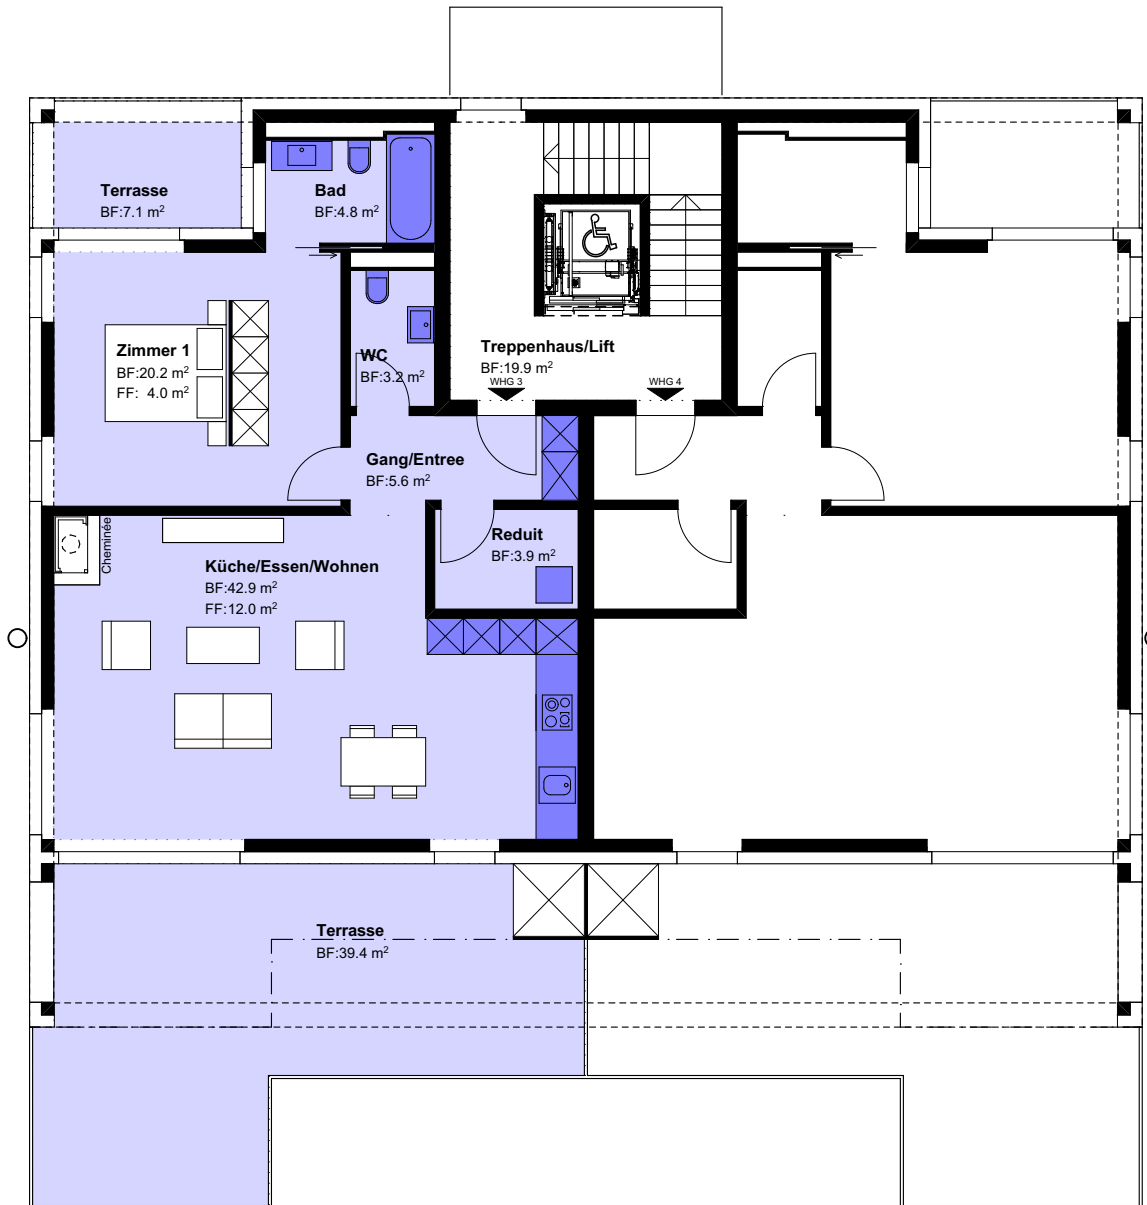 Terrasse
BF:7.1 m²
Bad
BF:4.8 m²
Zimmer 1
BF:20.2 m²
FF: 4.0 m²
WC
BF:3.2 m²
Treppenhaus/Lift
BF:19.9 m²
WHG 3
WHG 4
Gang/Entree
BF:5.6 m²
Reduit
BF:3.9 m²
Cheminée
Küche/Essen/Wohnen
BF:42.9 m²
FF:12.0 m²
Terrasse
BF:39.4 m²